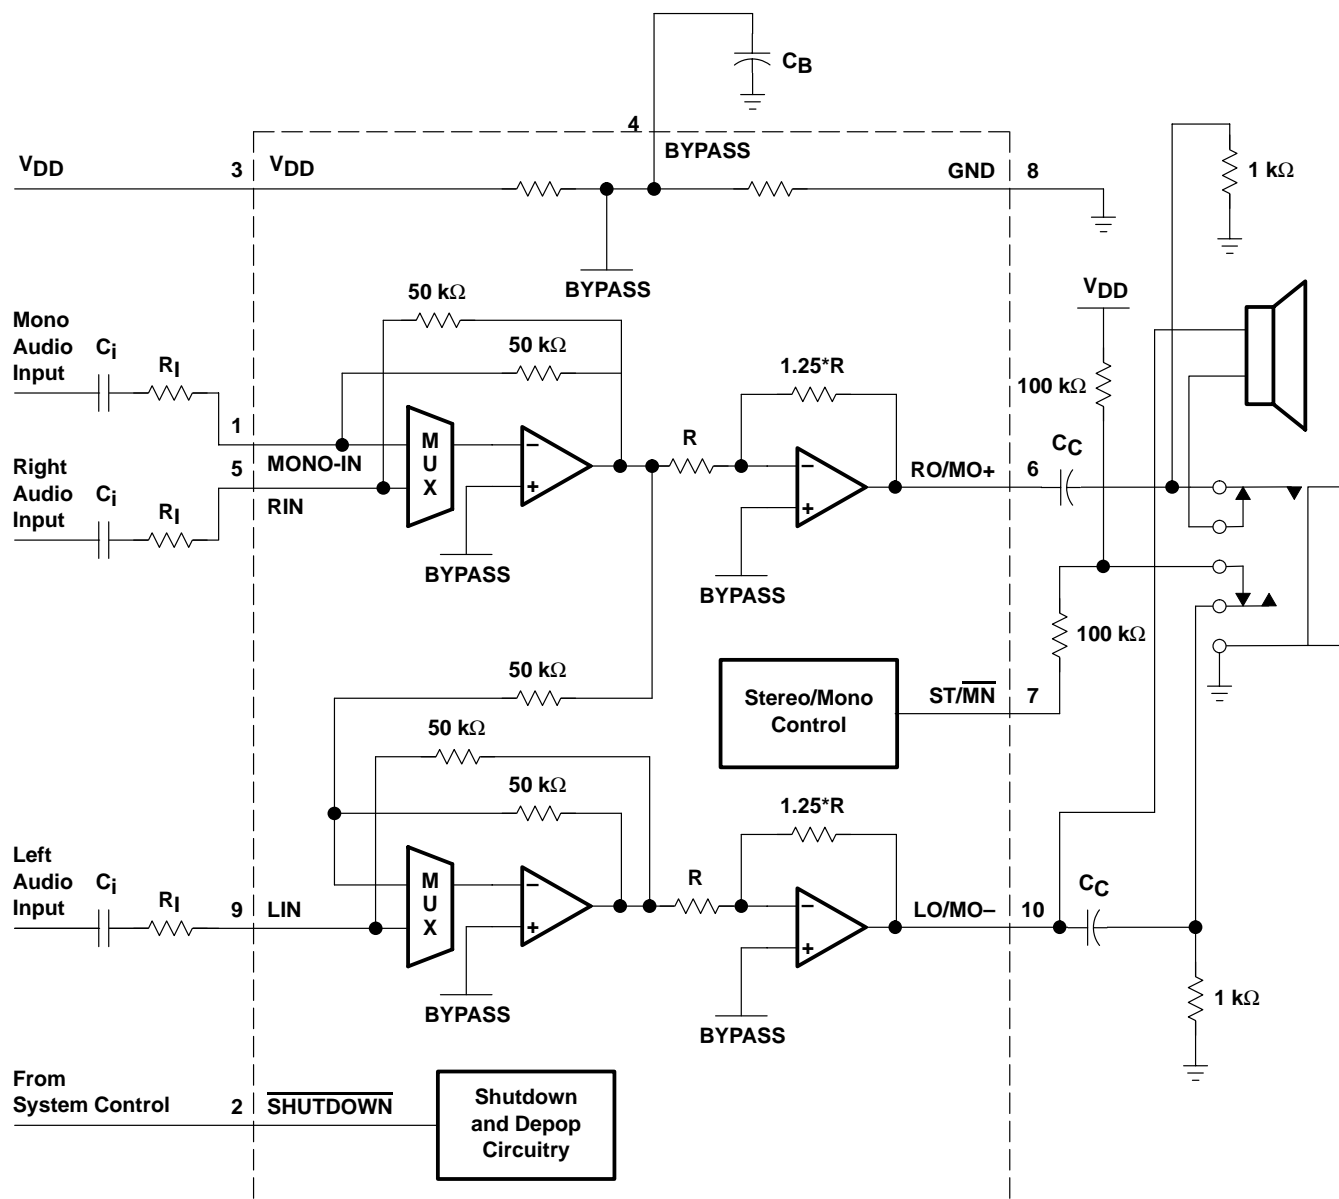 CB
4
BYPASS
VDD
3
VDD
GND
8
1 kΩ
BYPASS
VDD
50 kΩ
50 kΩ
Mono
Audio
Input
Ci
RI
1.25*R
100 kΩ
1
MONO-IN
M
U
X
−
+
R
−
+
RO/MO+
6
CC
Right
Audio
Input
Ci
RI
5
RIN
BYPASS
BYPASS
100 kΩ
50 kΩ
Stereo/Mono
Control
ST/MN
7
50 kΩ
50 kΩ
1.25*R
Left
Audio
Input
Ci
RI
9
LIN
M
U
X
−
+
R
−
+
LO/MO–
10
CC
BYPASS
BYPASS
1 kΩ
From
System Control
2
SHUTDOWN
Shutdown
and Depop
Circuitry